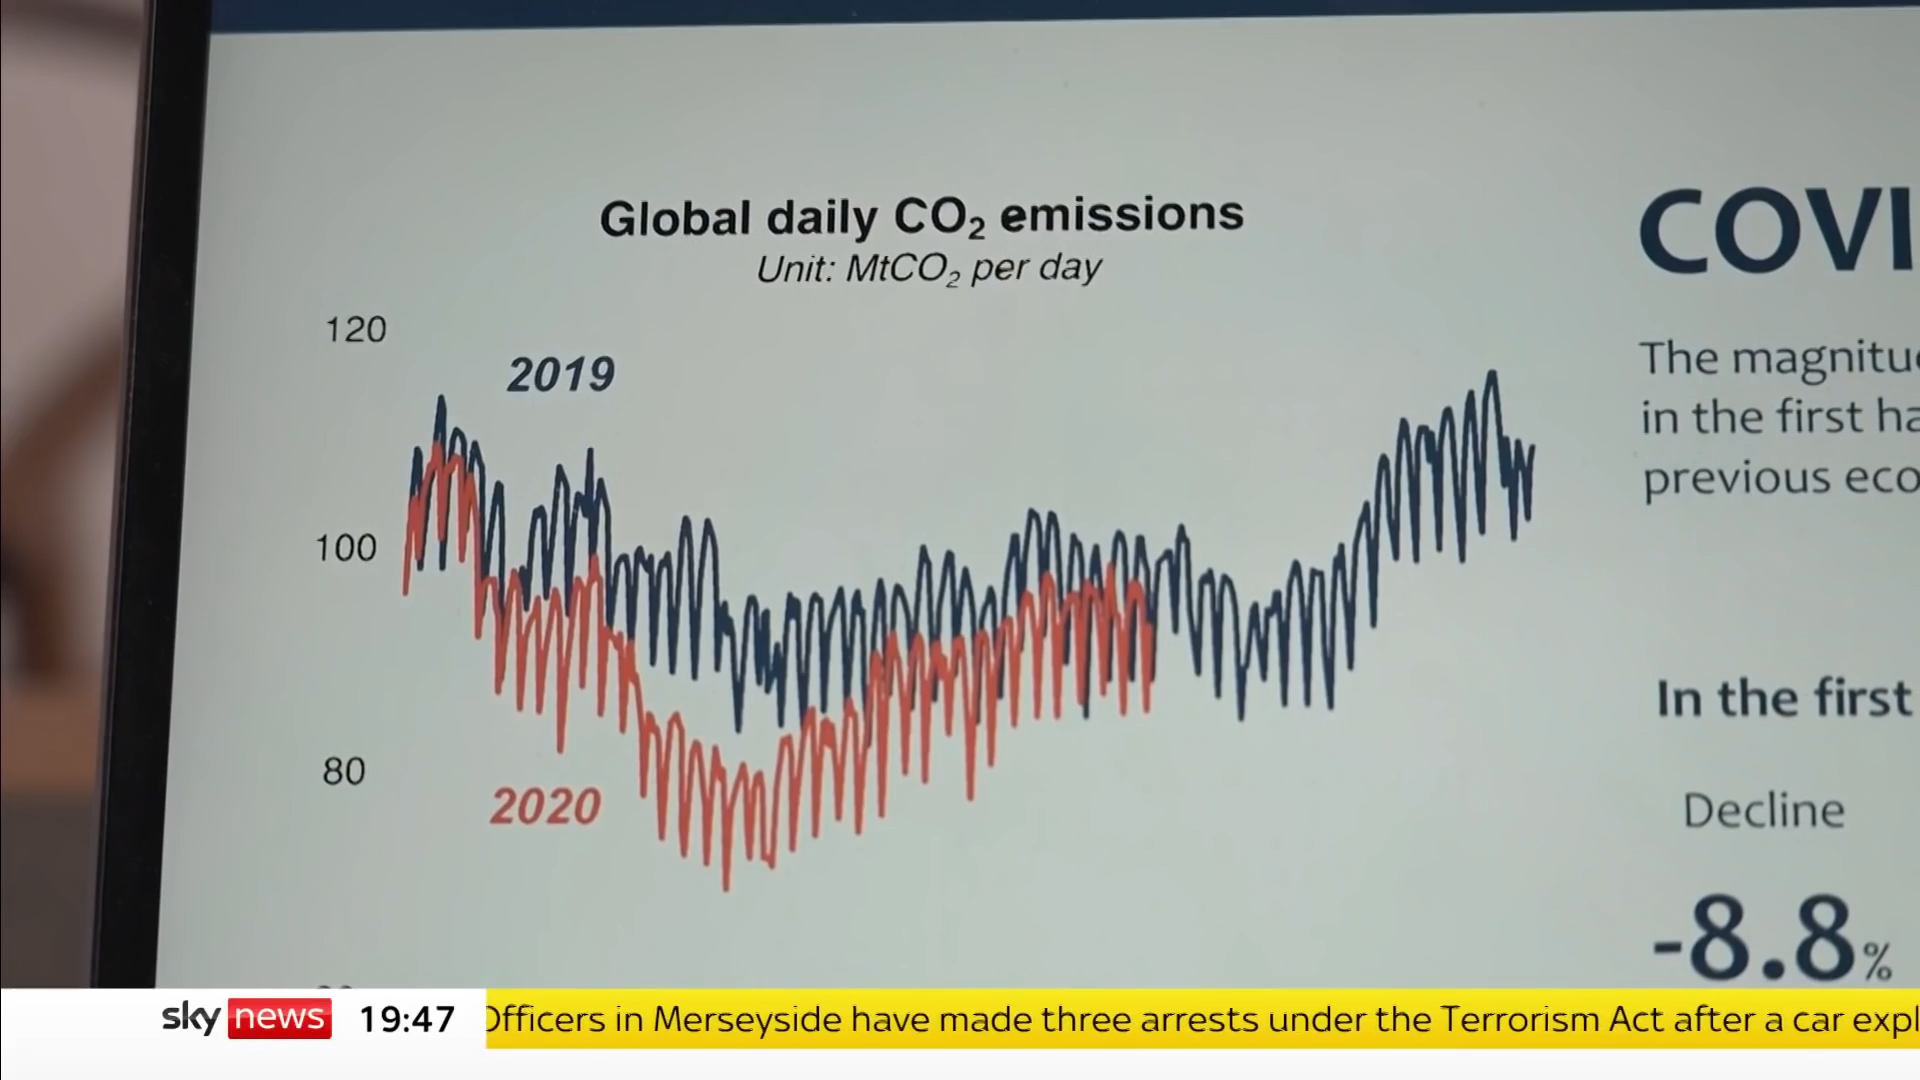 Global daily CO₂ emissions
Unit: MtCO₂ per day
120
2019
100
80
2020
COVI
The magnitu
in the first ha
previous eco
In the first
Decline
-8.8%
sky news 19:47 Officers in Merseyside have made three arrests under the Terrorism Act after a car expl